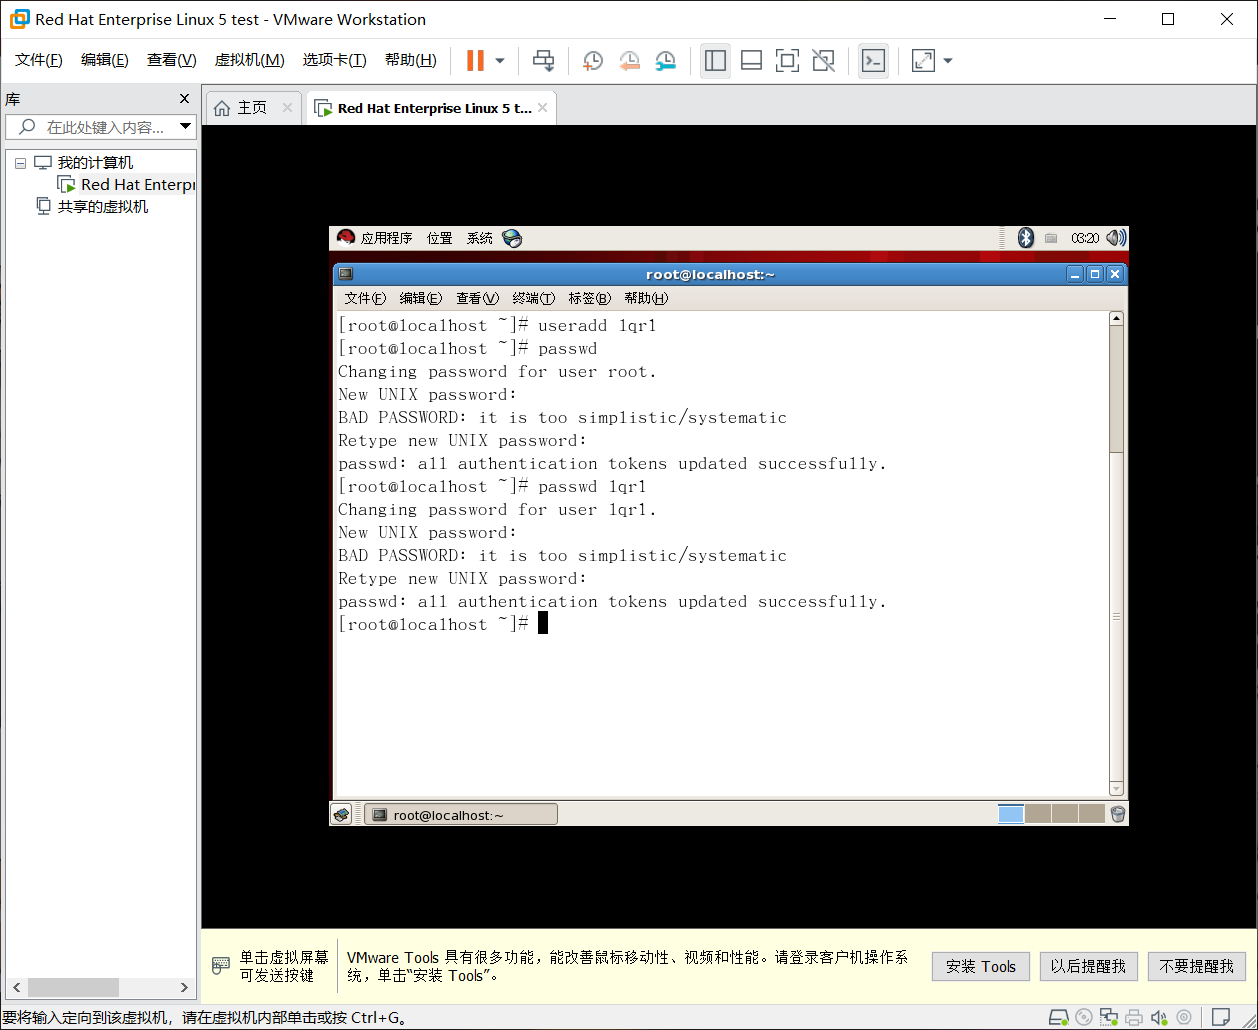 Red Hat Enterprise Linux 5 test - VMware Workstation
文件(F) 编辑(E) 查看(V) 虚拟机(M) 选项卡(T) 帮助(H)
库
在此处键入内容...
我的计算机
Red Hat Enterpr
共享的虚拟机
主页
Red Hat Enterprise Linux 5 t...
应用程序 位置 系统
03:20
root@localhost:~
文件(F) 编辑(E) 查看(V) 终端(T) 标签(B) 帮助(H)
[root@localhost ~]# useradd lqr1
[root@localhost ~]# passwd
Changing password for user root.
New UNIX password:
BAD PASSWORD: it is too simplistic/systematic
Retype new UNIX password:
passwd: all authentication tokens updated successfully.
[root@localhost ~]# passwd lqr1
Changing password for user lqr1.
New UNIX password:
BAD PASSWORD: it is too simplistic/systematic
Retype new UNIX password:
passwd: all authentication tokens updated successfully.
[root@localhost ~]#
root@localhost:~
单击虚拟屏幕
可发送按键
VMware Tools 具有很多功能，能改善鼠标移动性、视频和性能。请登录客户机操作系
统，单击“安装 Tools”。
安装 Tools
以后提醒我
不要提醒我
要将输入定向到该虚拟机，请在虚拟机内部单击或按 Ctrl+G。